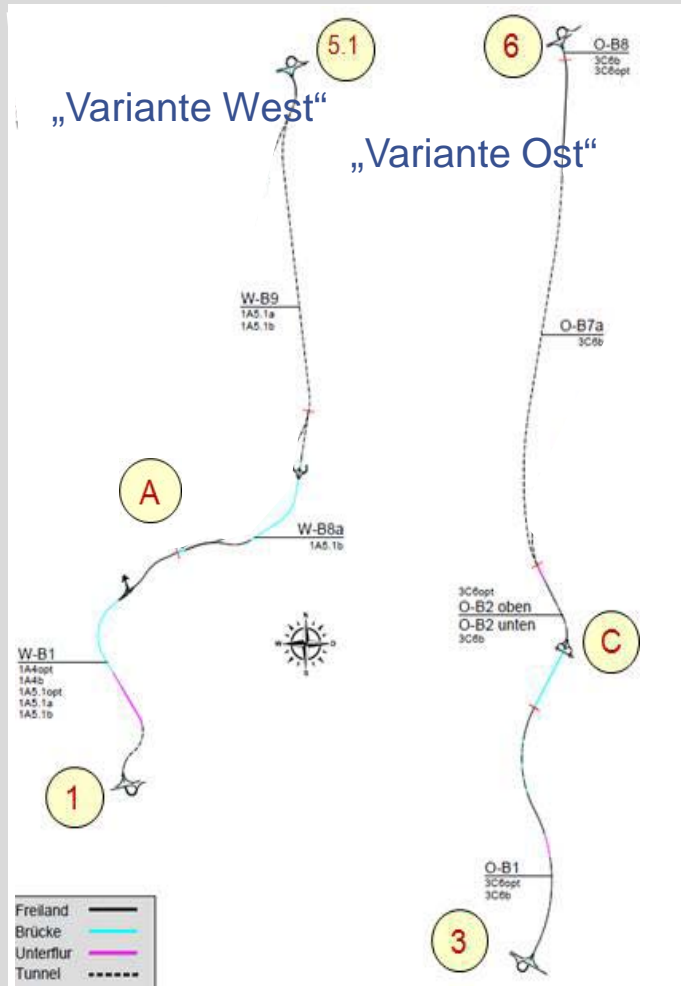 5.1
6
O-B8
3C6b
3C6opt
„Variante West“
„Variante Ost“
W-B9
1A5.1a
1A5.1b
O-B7a
3C6b
A
W-B8a
1A5.1b
3C6opt
O-B2 oben
O-B2 unten
3C6b
C
N
W
O
S
W-B1
1A4opt
1A4b
1A5.1opt
1A5.1a
1A5.1b
1
O-B1
3C6opt
3C6b
3
Freiland
Brücke
Unterflur
Tunnel